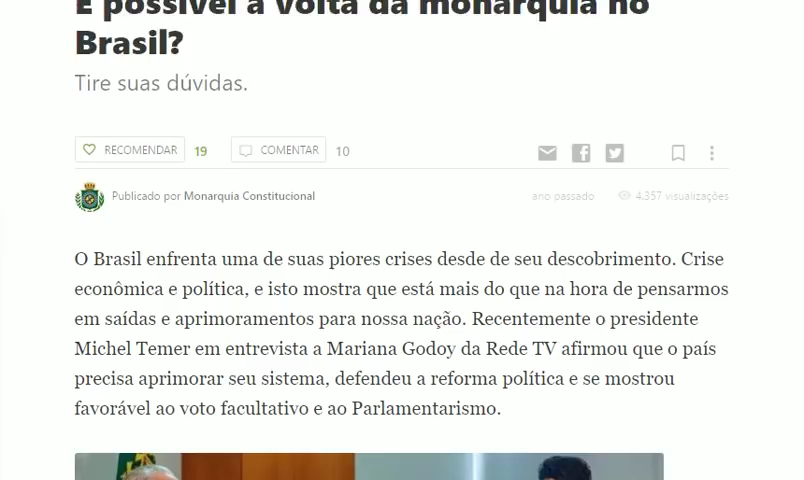 É possível a volta da monarquia no
Brasil?
Tire suas dúvidas.
RECOMENDAR 19 COMENTAR 10
Publicado por Monarquia Constitucional ano passado 4.357 visualizações
O Brasil enfrenta uma de suas piores crises desde de seu descobrimento. Crise
econômica e política, e isto mostra que está mais do que na hora de pensarmos
em saídas e aprimoramentos para nossa nação. Recentemente o presidente
Michel Temer em entrevista a Mariana Godoy da Rede TV afirmou que o país
precisa aprimorar seu sistema, defendeu a reforma política e se mostrou
favorável ao voto facultativo e ao Parlamentarismo.